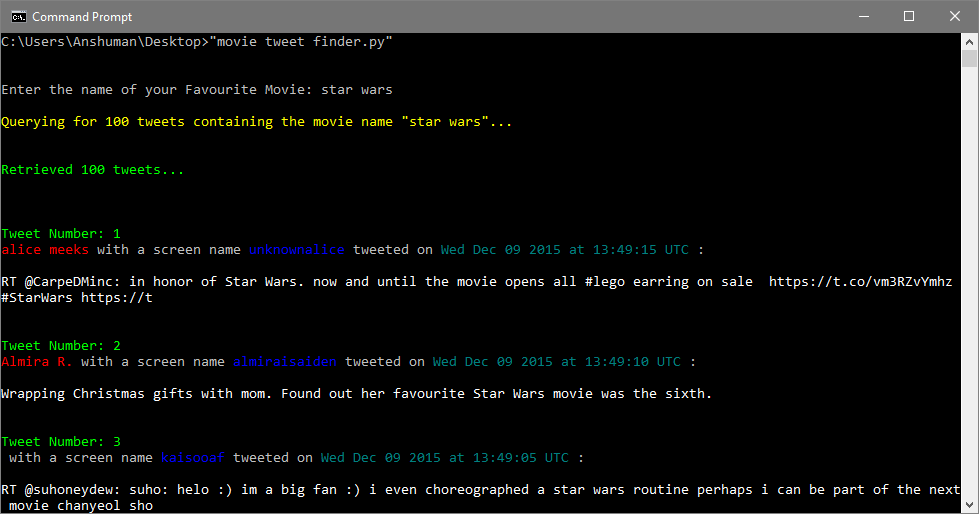 Command Prompt
C:\Users\Anshuman\Desktop>"movie tweet finder.py"
Enter the name of your Favourite Movie: star wars
Querying for 100 tweets containing the movie name "star wars"...
Retrieved 100 tweets...
Tweet Number: 1
alice meeks with a screen name unknownalice tweeted on Wed Dec 09 2015 at 13:49:15 UTC :
RT @CarpeDMinc: in honor of Star Wars. now and until the movie opens all #lego earring on sale  https://t.co/vm3RZvYmhz
#StarWars https://t
Tweet Number: 2
Almira R. with a screen name almiraisaiden tweeted on Wed Dec 09 2015 at 13:49:10 UTC :
Wrapping Christmas gifts with mom. Found out her favourite Star Wars movie was the sixth.
Tweet Number: 3
with a screen name kaisooaf tweeted on Wed Dec 09 2015 at 13:49:05 UTC :
RT @suhoneydew: suho: helo :) im a big fan :) i even choreographed a star wars routine perhaps i can be part of the next
movie chanyeol sho